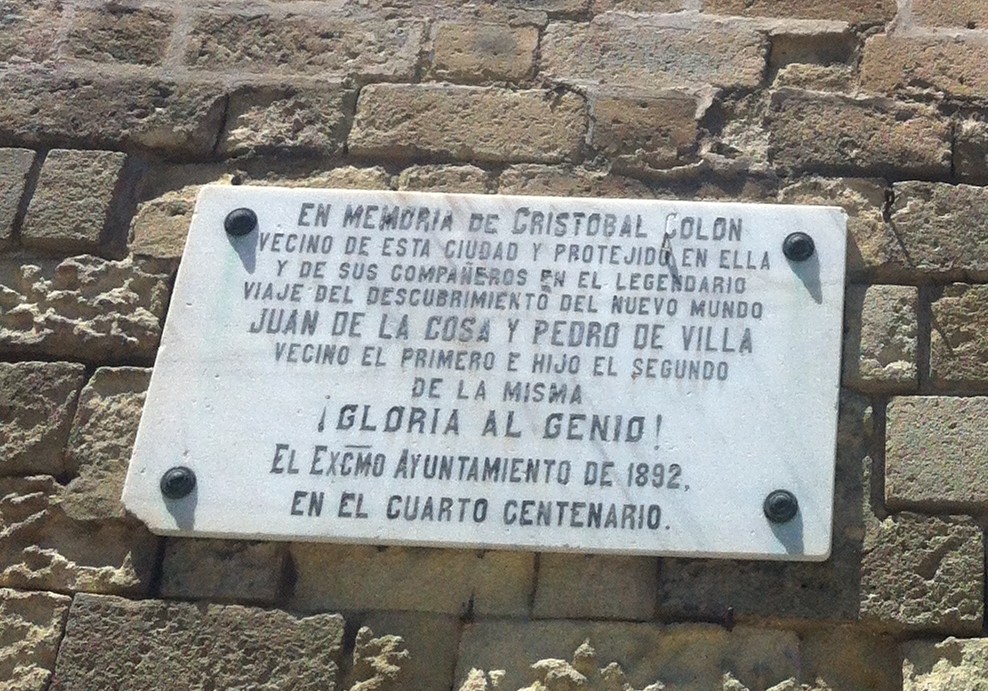 EN MEMORIA DE CRISTOBAL COLON
VECINO DE ESTA CIUDAD Y PROTEJIDO EN ELLA
Y DE SUS COMPAÑEROS EN EL LEGENDARIO
VIAJE DEL DESCUBRIMIENTO DEL NUEVO MUNDO
JUAN DE LA COSA Y PEDRO DE VILLA
VECINO EL PRIMERO E HIJO EL SEGUNDO
DE LA MISMA
¡GLORIA AL GENIO!
EL EXC̅M̅O AYUNTAMIENTO DE 1892,
EN EL CUARTO CENTENARIO.